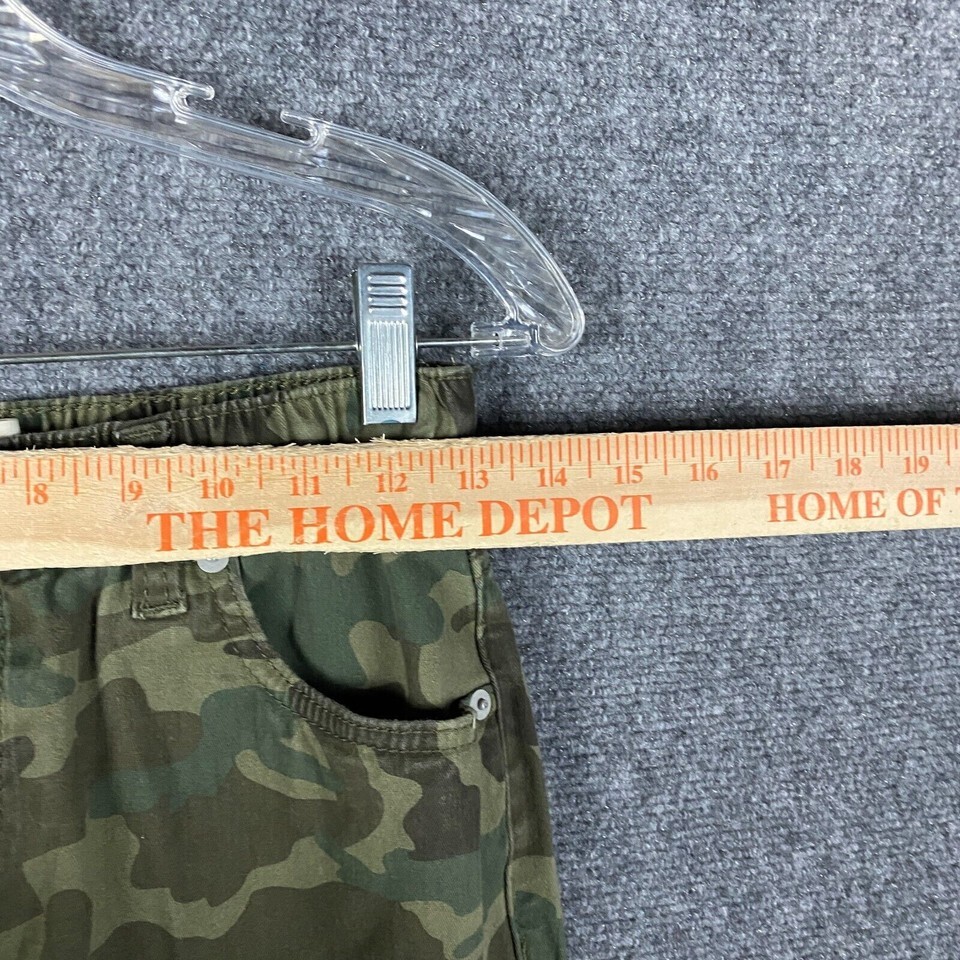 8 9 10 11 12 13 14 15 16 17 18 19
THE HOME DEPOT HOME OF